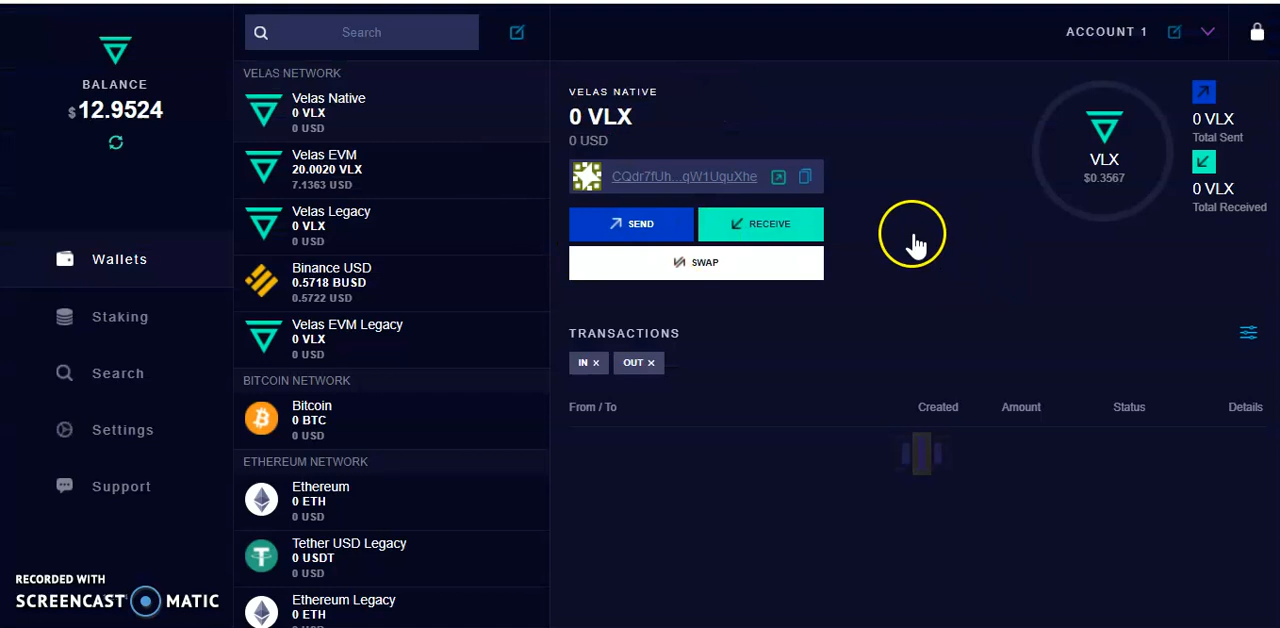 BALANCE
$12.9524
Wallets
Staking
Search
Settings
Support
RECORDED WITH
SCREENCAST MATIC
Search
VELAS NETWORK
Velas Native
0 VLX
0 USD
Velas EVM
20.0020 VLX
7.1363 USD
Velas Legacy
0 VLX
0 USD
Binance USD
0.5718 BUSD
0.5722 USD
Velas EVM Legacy
0 VLX
0 USD
BITCOIN NETWORK
Bitcoin
0 BTC
0 USD
ETHEREUM NETWORK
Ethereum
0 ETH
0 USD
Tether USD Legacy
0 USDT
0 USD
Ethereum Legacy
0 ETH
0 USD
ACCOUNT 1
VELAS NATIVE
0 VLX
0 USD
CQdr7fUh...qW1UquXhe
SEND
RECEIVE
SWAP
VLX
$0.3567
0 VLX
Total Sent
0 VLX
Total Received
TRANSACTIONS
IN ×
OUT ×
From / To Created Amount Status Details